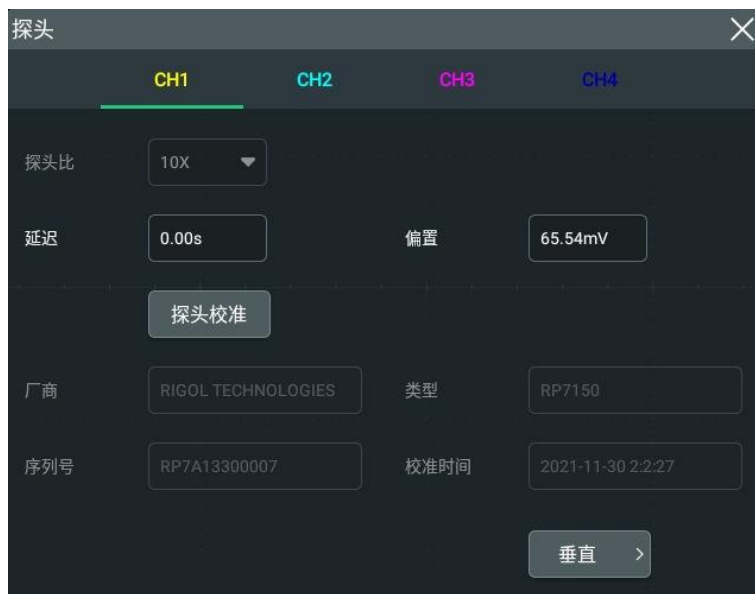 探头
CH1 CH2 CH3 CH4
探头比 10X
延迟 0.00s 偏置 65.54mV
探头校准
厂商 RIGOL TECHNOLOGIES 类型 RP7150
序列号 RP7A13300007 校准时间 2021-11-30 2:2:27
垂直 >